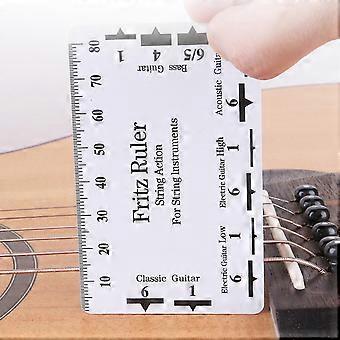 80
70
60
50
40
30
20
10
1 4 6/5
Bass Guitar
Fritz Ruler
String Action
For String Instruments
Acoustic Guitar
6
Electric Guitar High
1
6
Electric Guitar Low
1
6
Classic Guitar
6 1